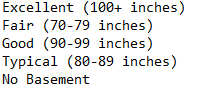 Excellent (100+ inches)
Fair (70-79 inches)
Good (90-99 inches)
Typical (80-89 inches)
No Basement